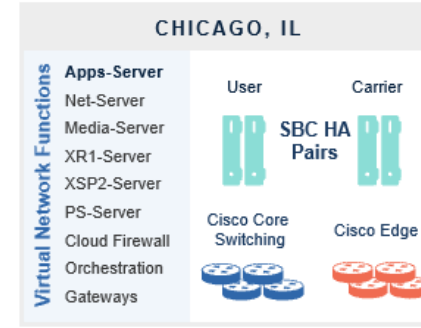 CHICAGO, IL
Virtual Network Functions
Apps-Server
Net-Server
Media-Server
XR1-Server
XSP2-Server
PS-Server
Cloud Firewall
Orchestration
Gateways
User
Carrier
SBC HA
Pairs
Cisco Core
Switching
Cisco Edge